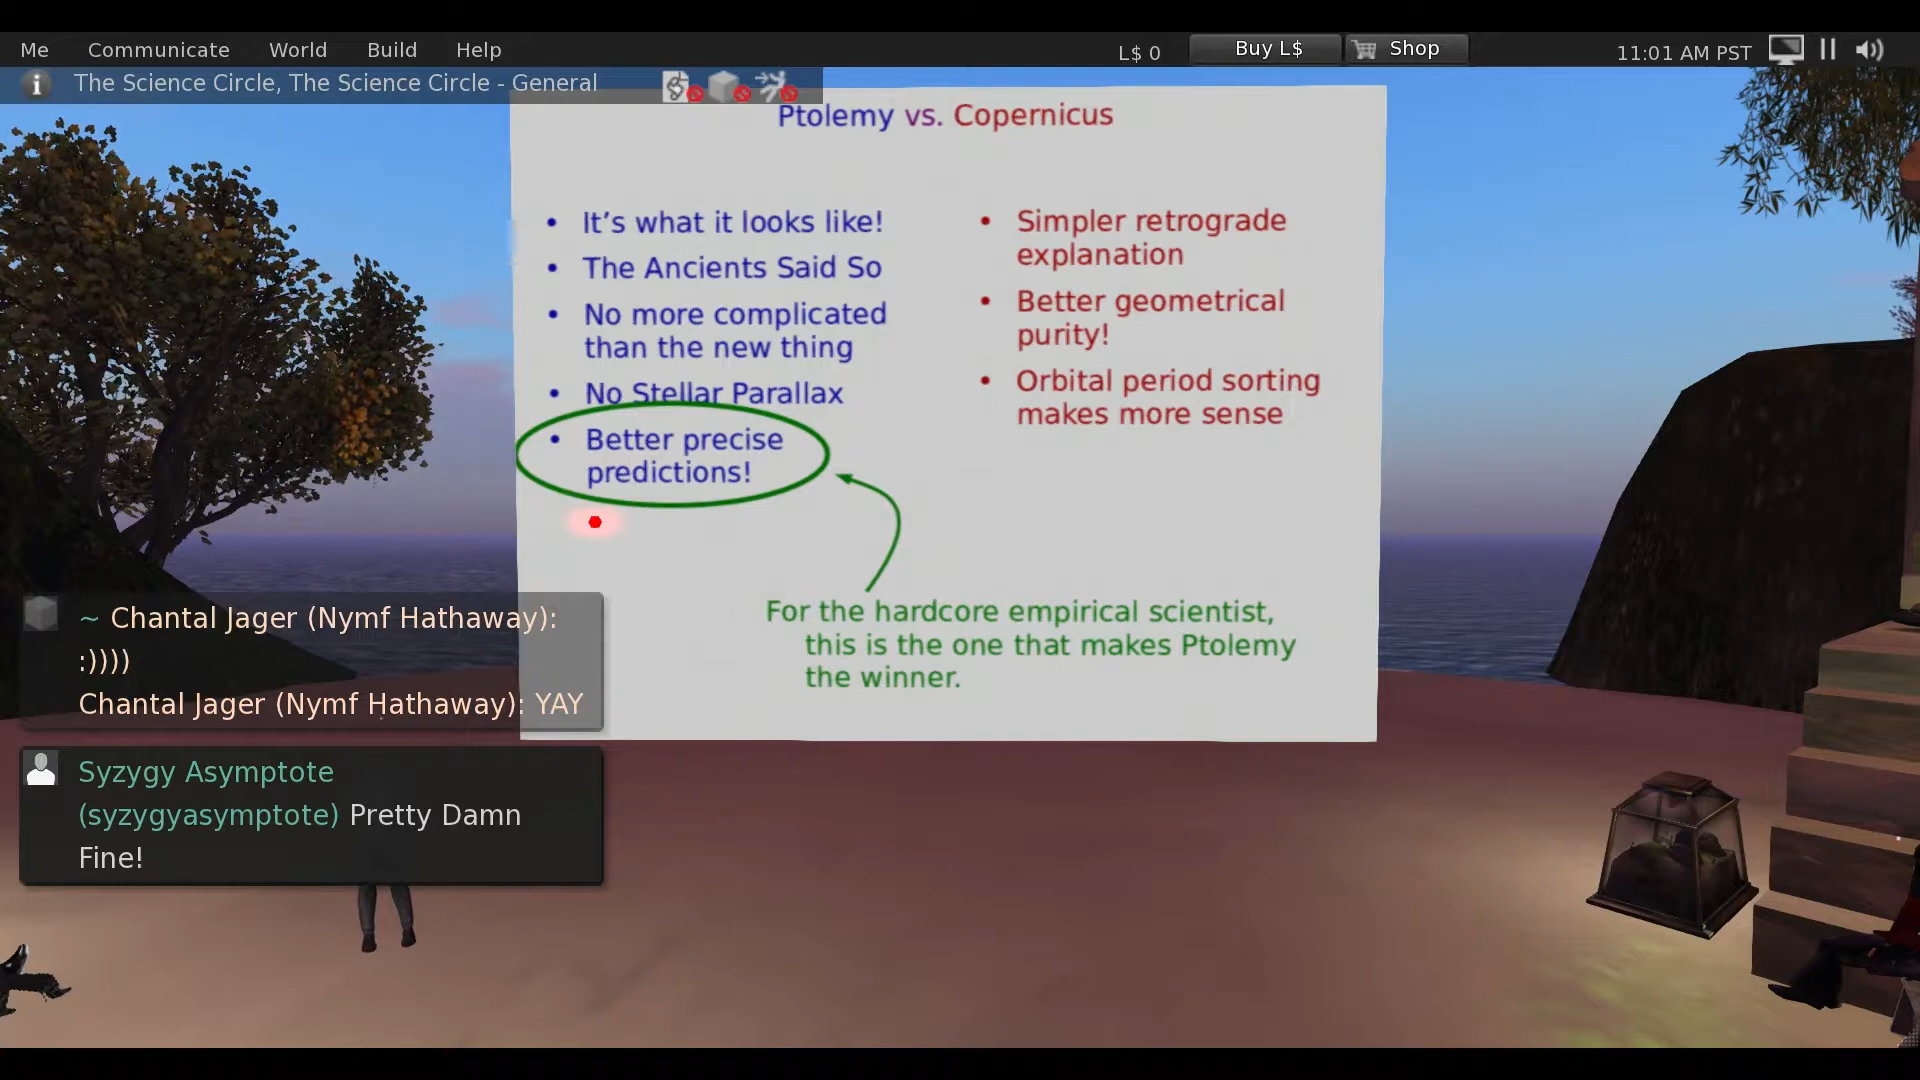 Me Communicate World Build Help L$ 0 Buy L$ Shop 11:01 AM PST
The Science Circle, The Science Circle - General
Ptolemy vs. Copernicus
• It’s what it looks like!
• The Ancients Said So
• No more complicated
than the new thing
• No Stellar Parallax
• Better precise
predictions!
• Simpler retrograde
explanation
• Better geometrical
purity!
• Orbital period sorting
makes more sense
For the hardcore empirical scientist,
this is the one that makes Ptolemy
the winner.
~ Chantal Jager (Nymf Hathaway):
:))))
Chantal Jager (Nymf Hathaway): YAY
Syzygy Asymptote
(syzygyasymptote) Pretty Damn
Fine!